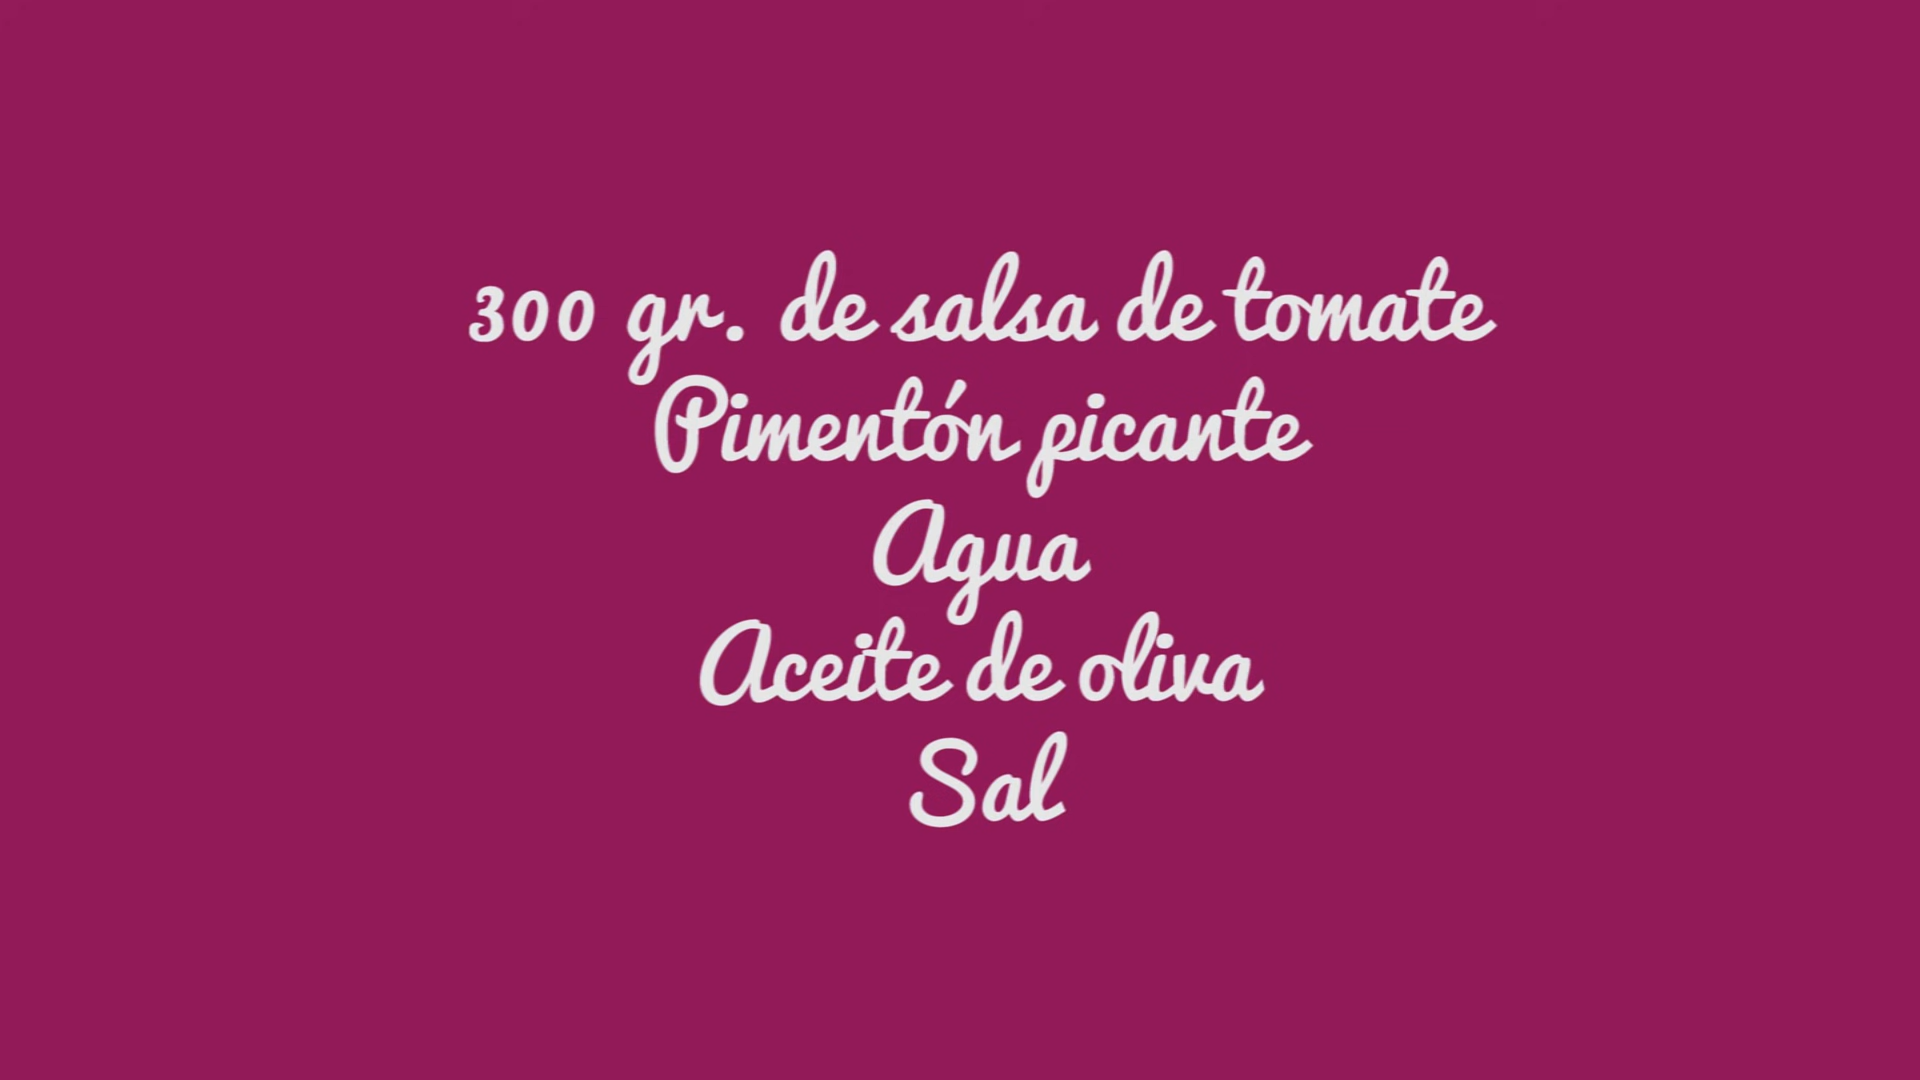 300 gr. de salsa de tomate
Pimentón picante
Agua
Aceite de oliva
Sal